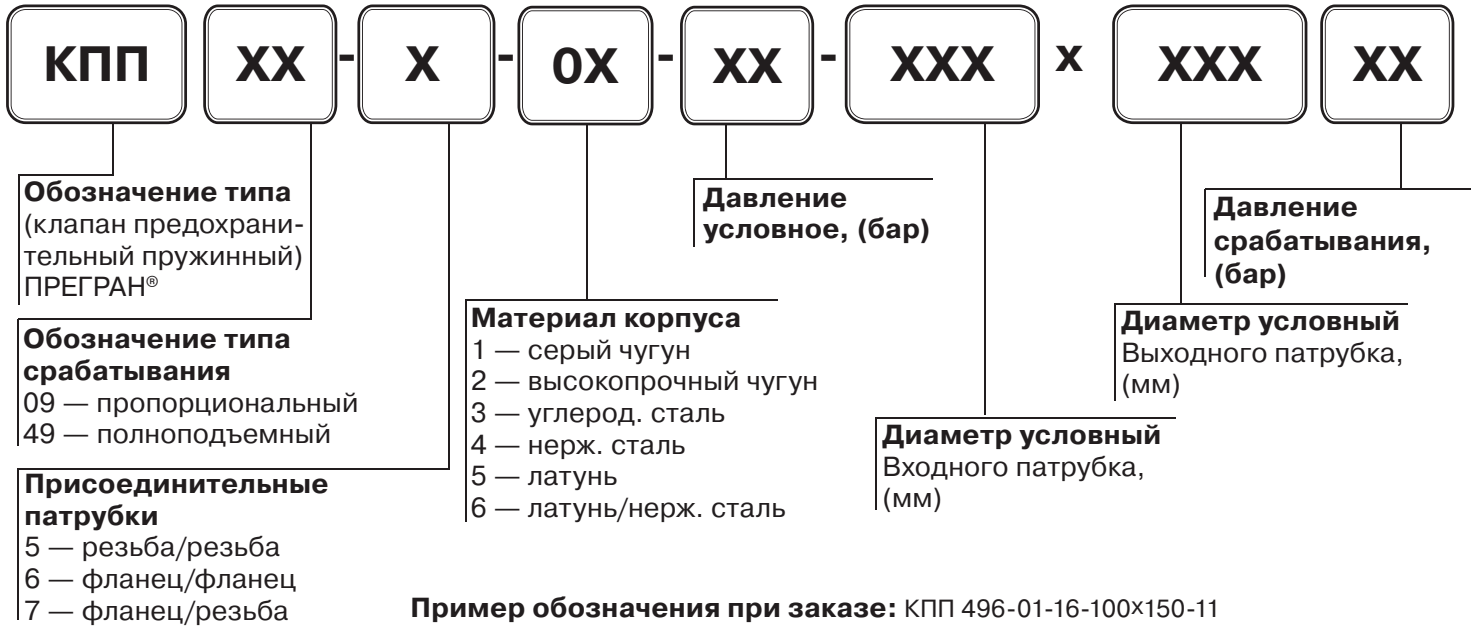 КПП XX - X - 0X - XX - XXX x XXX XX
Обозначение типа
(клапан предохрани-
тельный пружинный)
ПРЕГРАН®
Обозначение типа
срабатывания
09 — пропорциональный
49 — полноподъемный
Присоединительные
патрубки
5 — резьба/резьба
6 — фланец/фланец
7 — фланец/резьба
Материал корпуса
1 — серый чугун
2 — высокопрочный чугун
3 — углерод. сталь
4 — нерж. сталь
5 — латунь
6 — латунь/нерж. сталь
Давление
условное, (бар)
Диаметр условный
Входного патрубка,
(мм)
Диаметр условный
Выходного патрубка,
(мм)
Давление
срабатывания,
(бар)
Пример обозначения при заказе: КПП 496-01-16-100x150-11